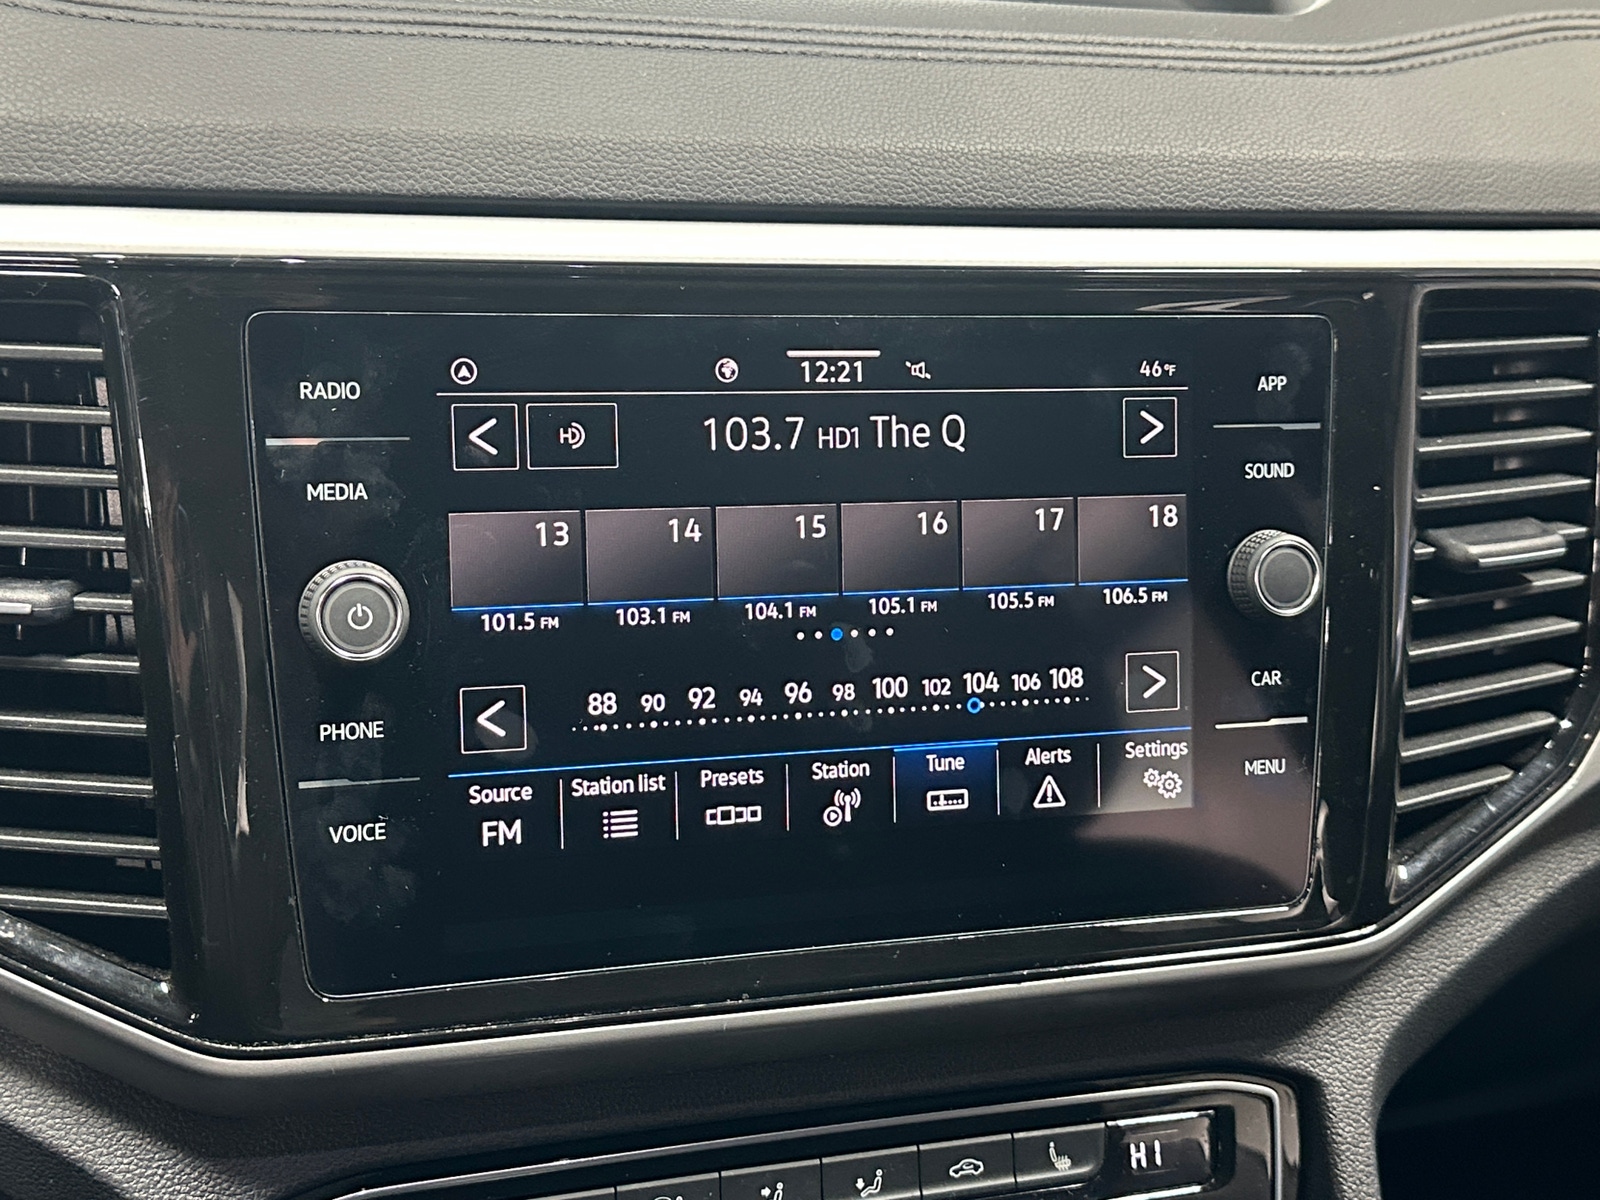 12:21
46°F
RADIO
APP
HD
103.7 HD1 The Q
MEDIA
SOUND
13 14 15 16 17 18
101.5 FM 103.1 FM 104.1 FM 105.1 FM 105.5 FM 106.5 FM
88 90 92 94 96 98 100 102 104 106 108
PHONE
CAR
Source Station list Presets Station Tune Alerts Settings
FM
MENU
VOICE
HI